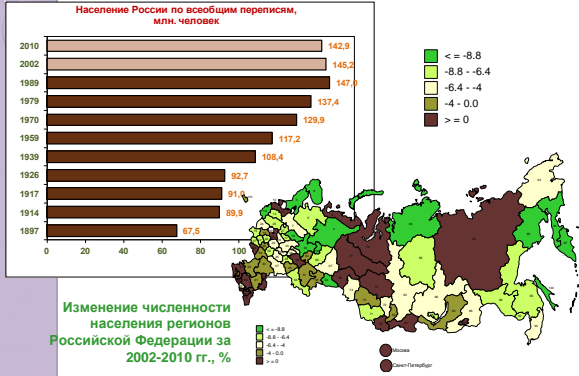 Население России по всеобщим переписям,
млн. человек
2010 142,9
2002 145,2
1989 147,0
1979 137,4
1970 129,9
1959 117,2
1939 108,4
1926 92,7
1917 91,0
1914 89,9
1897 67,5
0 20 40 60 80 100
<= -8.8
-8.8 - -6.4
-6.4 - -4
-4 - 0.0
>= 0
Изменение численности
населения регионов
Российской Федерации за
2002-2010 гг., %
<= -8.8
-8.8 - -6.4
-6.4 - -4
-4 - 0.0
>= 0
Москва
Санкт-Петербург